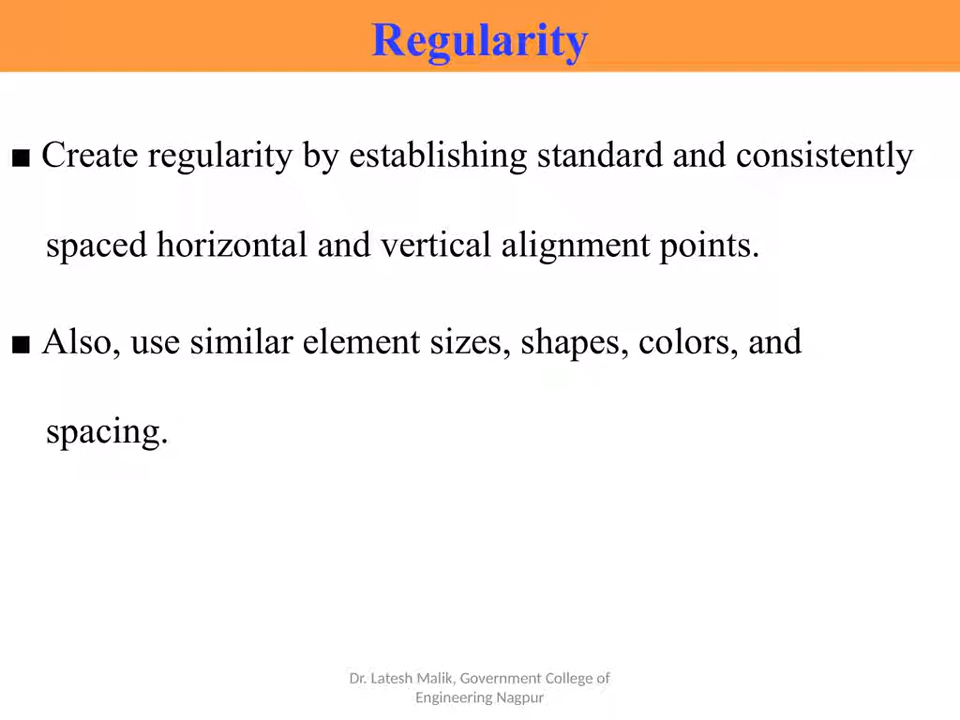 Regularity
■ Create regularity by establishing standard and consistently
spaced horizontal and vertical alignment points.
■ Also, use similar element sizes, shapes, colors, and
spacing.
Dr. Latesh Malik, Government College of
Engineering Nagpur